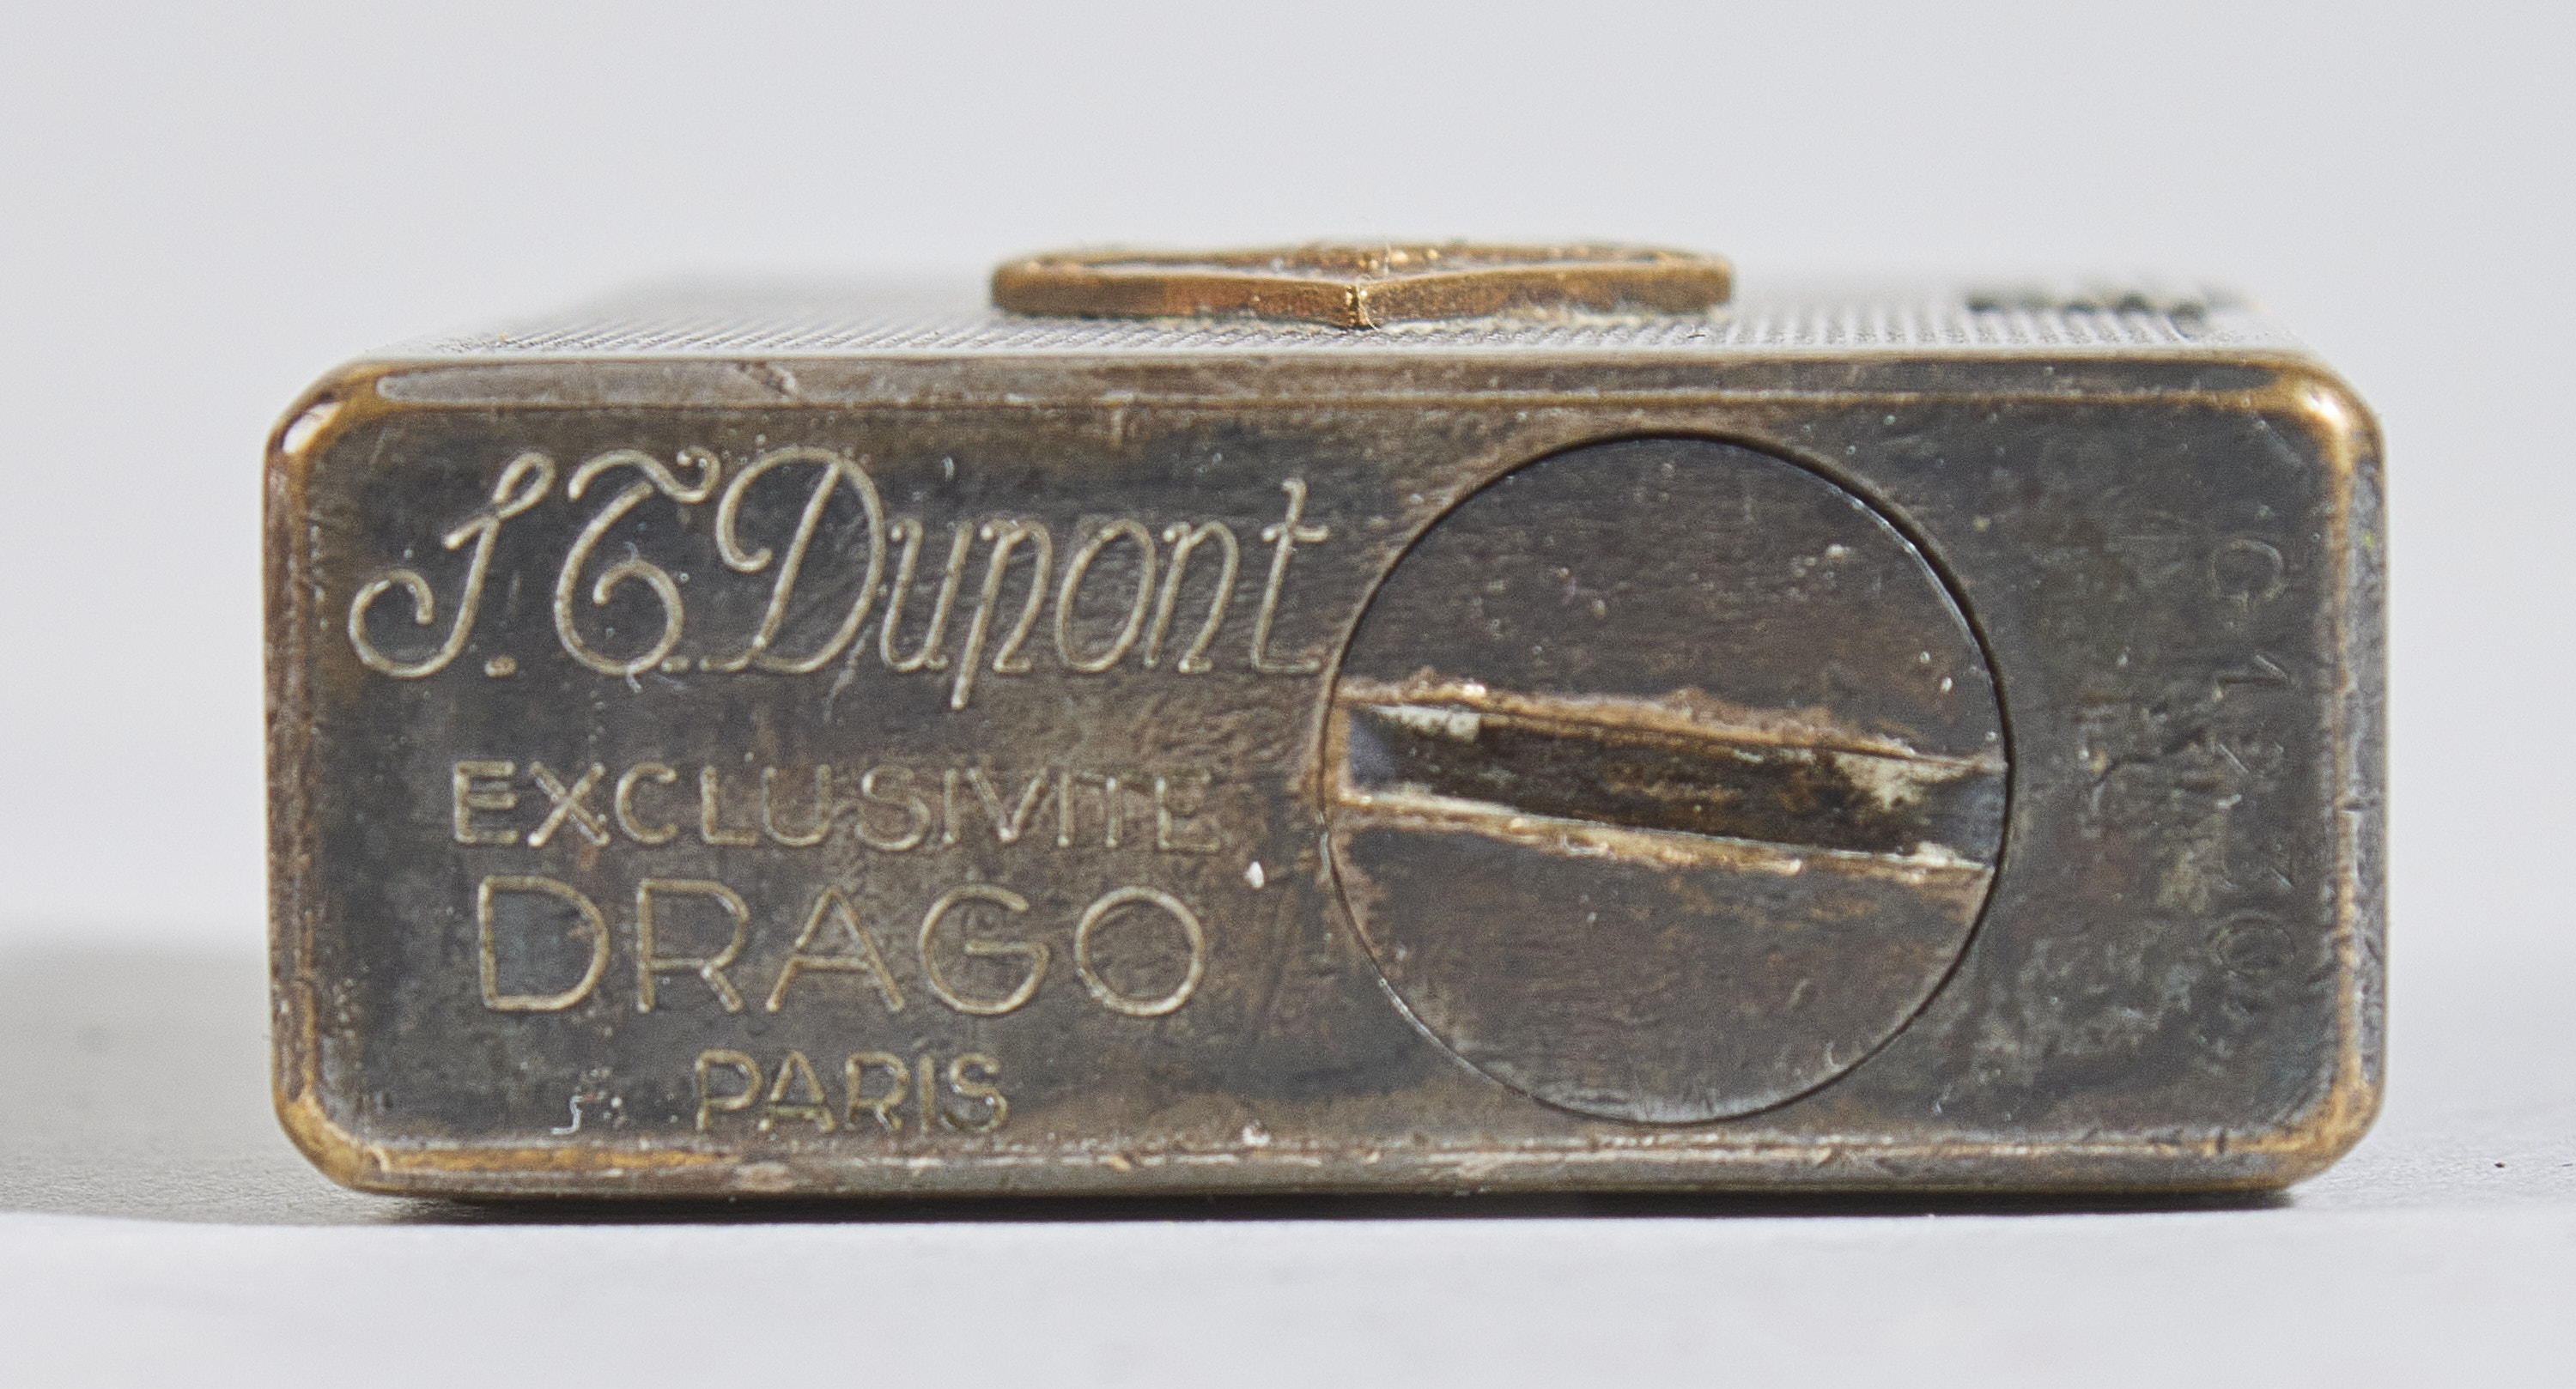 S.T. Dupont
EXCLUSIVITE
DRAGO
PARIS